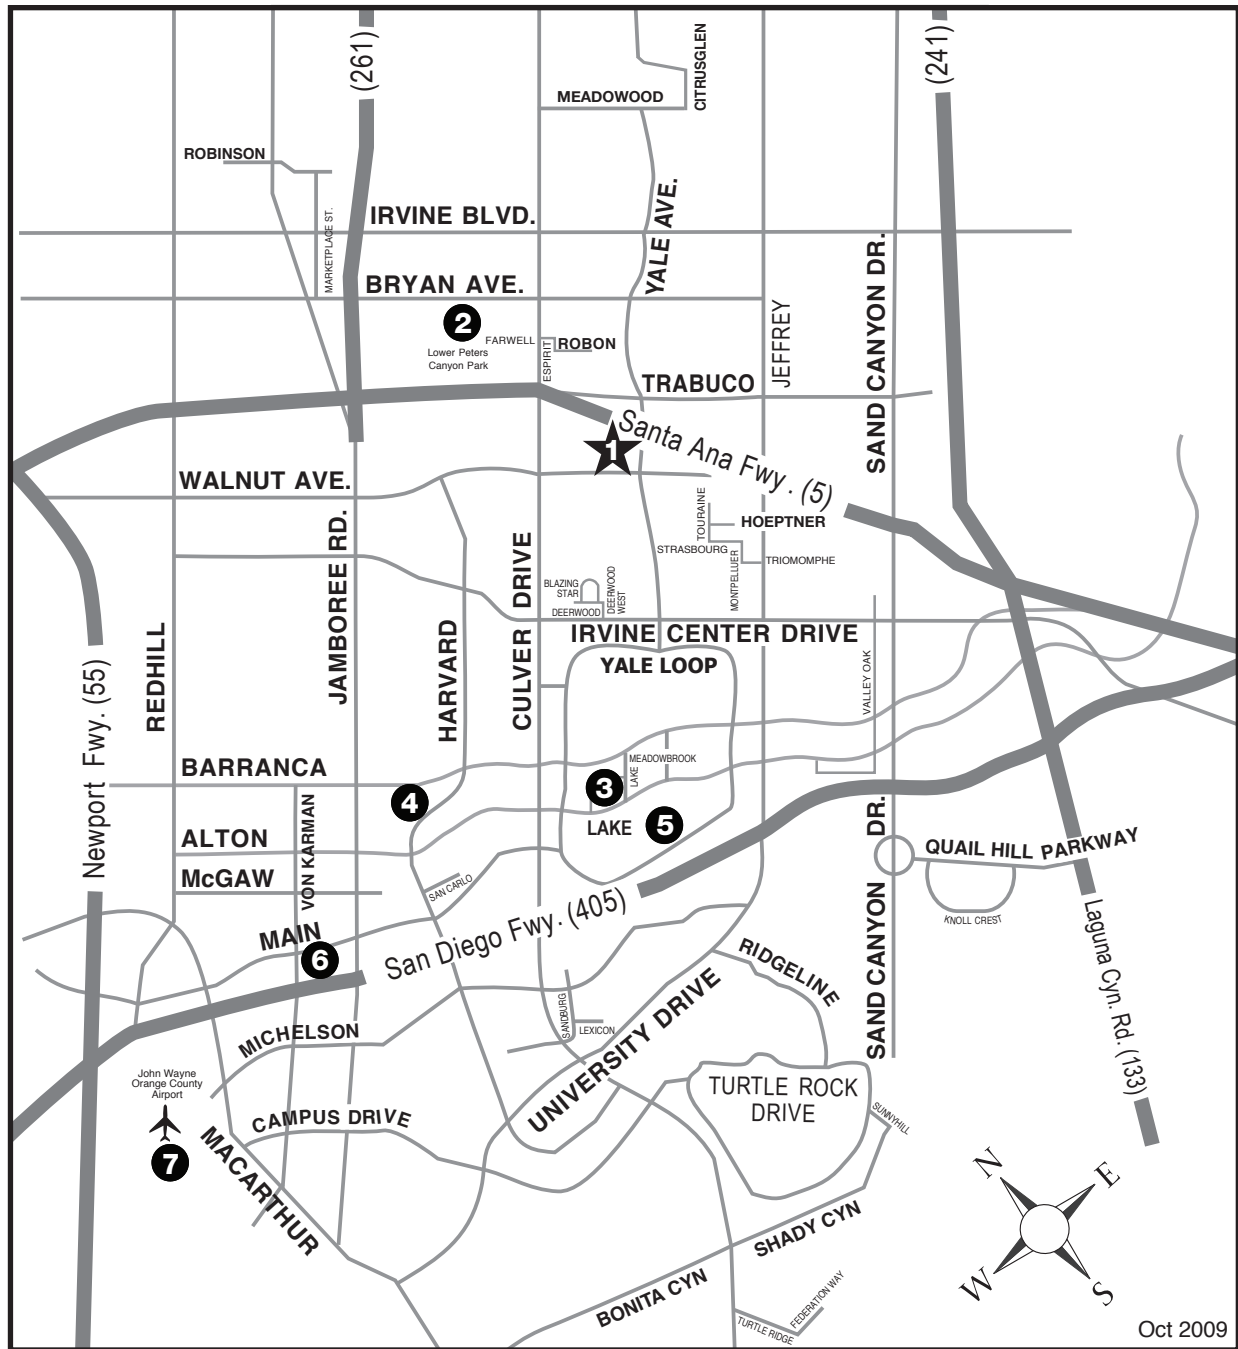 (261)
(241)
CITRUSGLEN
MEADOWOOD
ROBINSON
MARKETPLACE ST.
IRVINE BLVD.
YALE AVE.
SAND CANYON DR.
BRYAN AVE.
2
Lower Peters
Canyon Park
FARWELL
ESPIRIT
ROBON
JEFFREY
TRABUCO
Santa Ana Fwy. (5)
1
WALNUT AVE.
JAMBOREE RD.
CULVER DRIVE
TOURAINE
HOEPTNER
STRASBOURG
MONTPELLUER
TRIOMOMPHE
BLAZING
STAR
DEERWOOD
WEST
DEERWOOD
REDHILL
HARVARD
IRVINE CENTER DRIVE
YALE LOOP
VALLEY OAK
Newport Fwy. (55)
BARRANCA
MEADOWBROOK
LAKE
3
4
VON KARMAN
LAKE
5
ALTON
McGAW
SAN CARLO
SAND CANYON DR.
QUAIL HILL PARKWAY
KNOLL CREST
MAIN
6
San Diego Fwy. (405)
Laguna Cyn. Rd. (133)
RIDGELINE
MICHELSON
SANDBURG
LEXICON
UNIVERSITY DRIVE
John Wayne
Orange County
Airport
7
CAMPUS DRIVE
MACARTHUR
TURTLE ROCK
DRIVE
SUNNYHILL
SHADY CYN
BONITA CYN
TURTLE RIDGE
FEDERATION WAY
N
E
W
S
Oct 2009